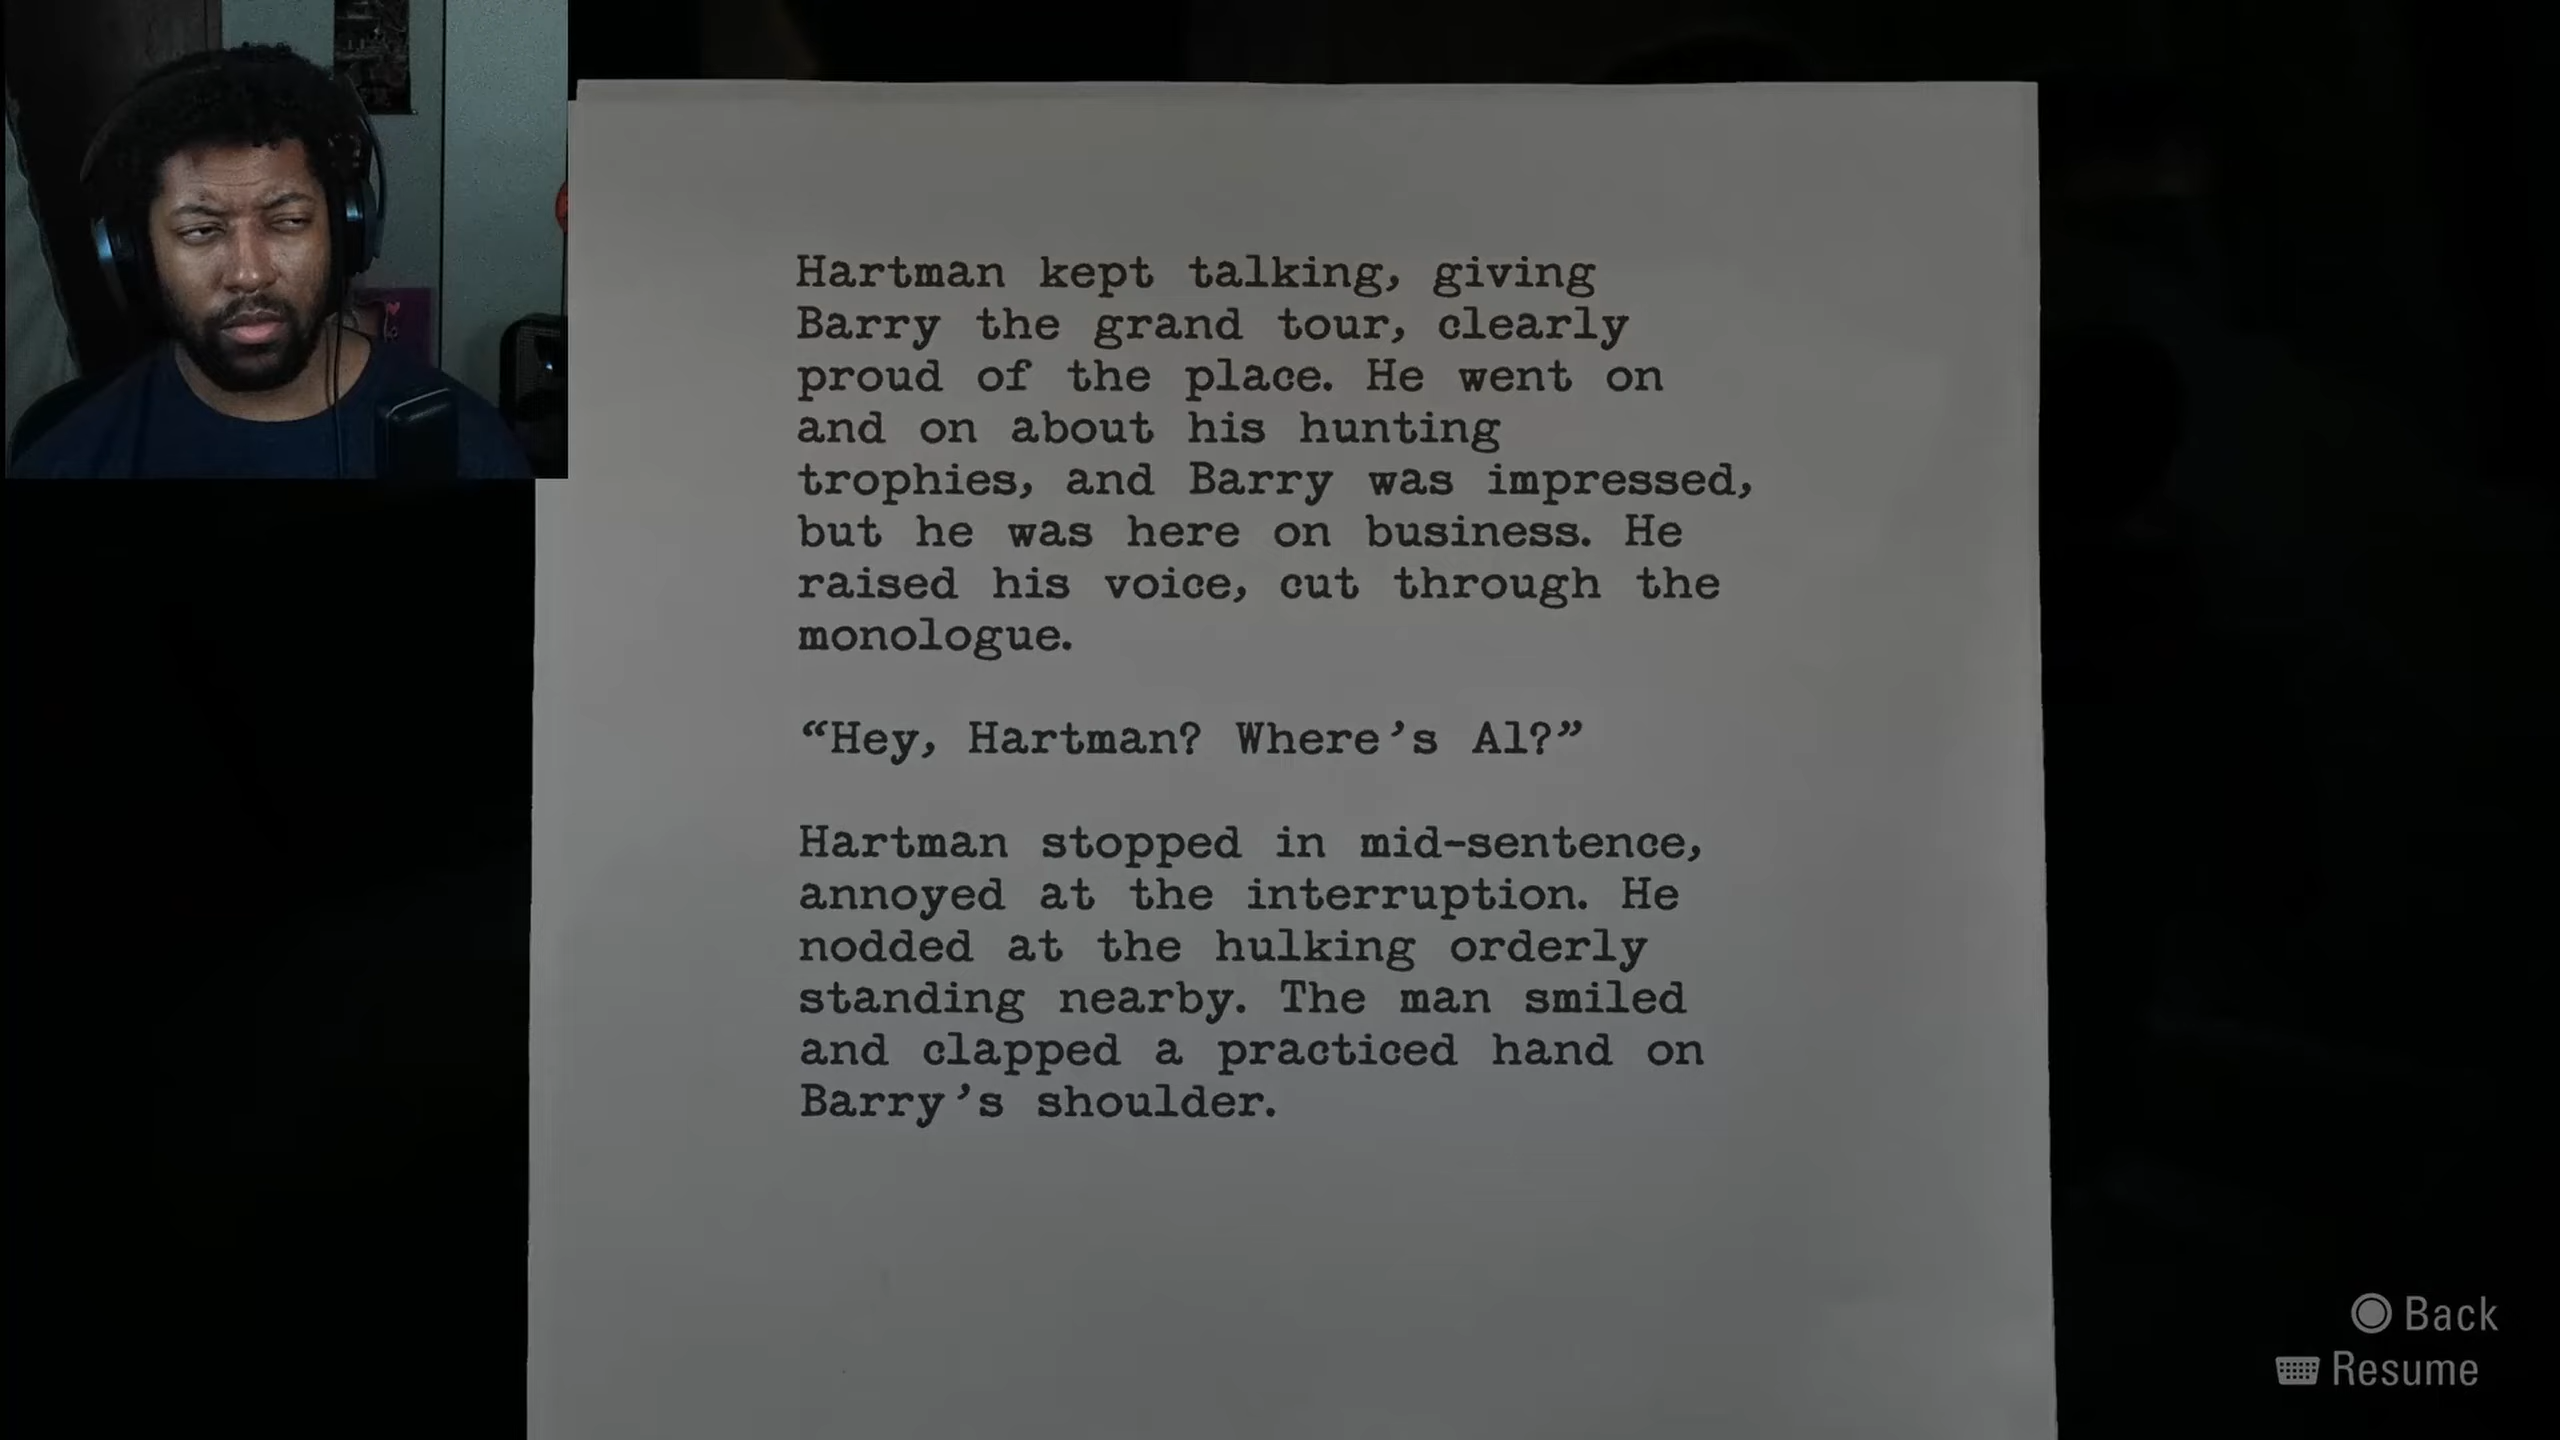 Hartman kept talking, giving
Barry the grand tour, clearly
proud of the place. He went on
and on about his hunting
trophies, and Barry was impressed,
but he was here on business. He
raised his voice, cut through the
monologue.
“Hey, Hartman? Where’s Al?”
Hartman stopped in mid-sentence,
annoyed at the interruption. He
nodded at the hulking orderly
standing nearby. The man smiled
and clapped a practiced hand on
Barry’s shoulder.
Back
Resume